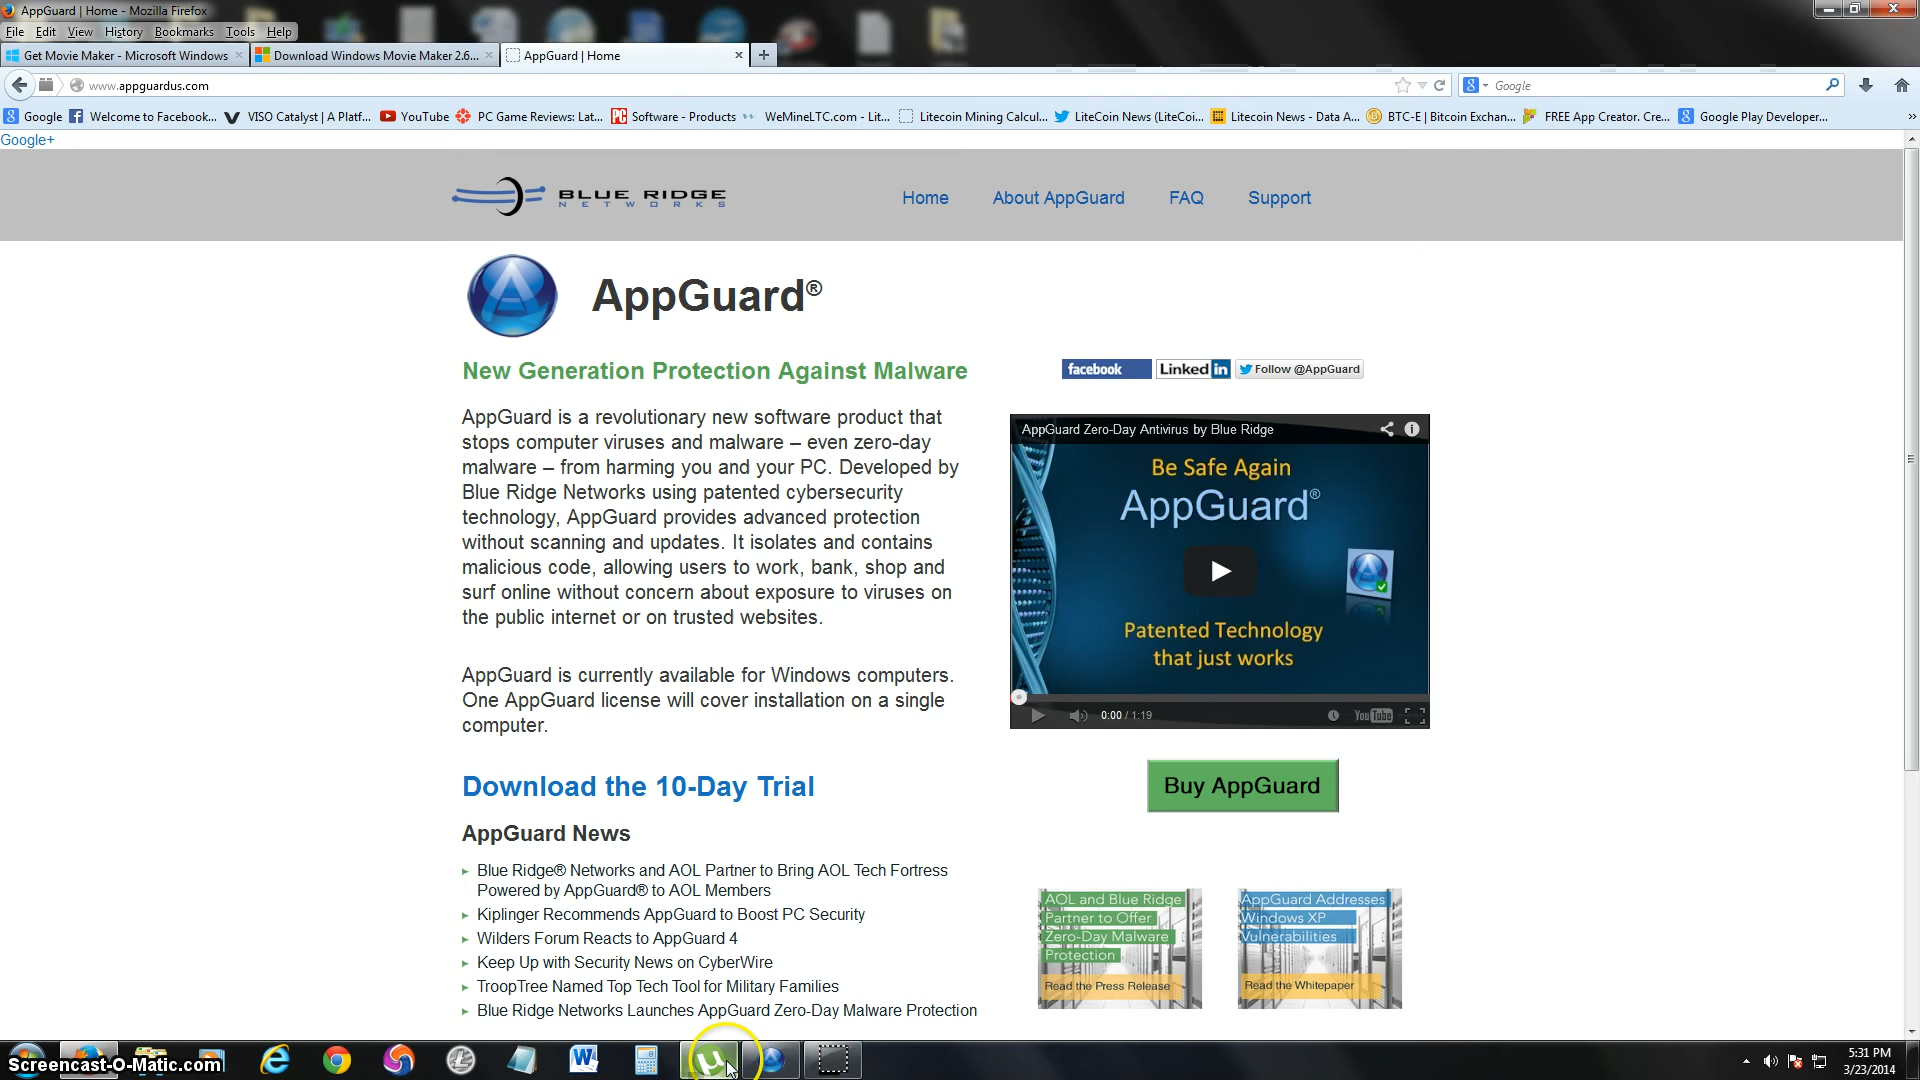 AppGuard | Home - Mozilla Firefox
File Edit View History Bookmarks Tools Help
Get Movie Maker - Microsoft Windows
Download Windows Movie Maker 2.6...
AppGuard | Home
www.appguardus.com
Google
Google
Welcome to Facebook...
VISO Catalyst | A Platf...
YouTube
PC Game Reviews: Lat...
Software - Products
WeMineLTC.com - Lit...
Litecoin Mining Calcul...
LiteCoin News (LiteCoi...
Litecoin News - Data A...
BTC-E | Bitcoin Exchan...
FREE App Creator. Cre...
Google Play Developer...
Google+
BLUE RIDGE
NETWORKS
Home
About AppGuard
FAQ
Support
AppGuard®
New Generation Protection Against Malware
facebook
Linked in
Follow @AppGuard
AppGuard is a revolutionary new software product that
stops computer viruses and malware – even zero-day
malware – from harming you and your PC. Developed by
Blue Ridge Networks using patented cybersecurity
technology, AppGuard provides advanced protection
without scanning and updates. It isolates and contains
malicious code, allowing users to work, bank, shop and
surf online without concern about exposure to viruses on
the public internet or on trusted websites.
AppGuard is currently available for Windows computers.
One AppGuard license will cover installation on a single
computer.
AppGuard Zero-Day Antivirus by Blue Ridge
Be Safe Again
AppGuard®
Patented Technology
that just works
0:00 / 1:19
YouTube
Download the 10-Day Trial
Buy AppGuard
AppGuard News
Blue Ridge® Networks and AOL Partner to Bring AOL Tech Fortress
Powered by AppGuard® to AOL Members
Kiplinger Recommends AppGuard to Boost PC Security
Wilders Forum Reacts to AppGuard 4
Keep Up with Security News on CyberWire
TroopTree Named Top Tech Tool for Military Families
Blue Ridge Networks Launches AppGuard Zero-Day Malware Protection
AOL and Blue Ridge
Partner to Offer
Zero-Day Malware
Protection
Read the Press Release
AppGuard Addresses
Windows XP
Vulnerabilities
Read the Whitepaper
Screencast-O-Matic.com
5:31 PM
3/23/2014